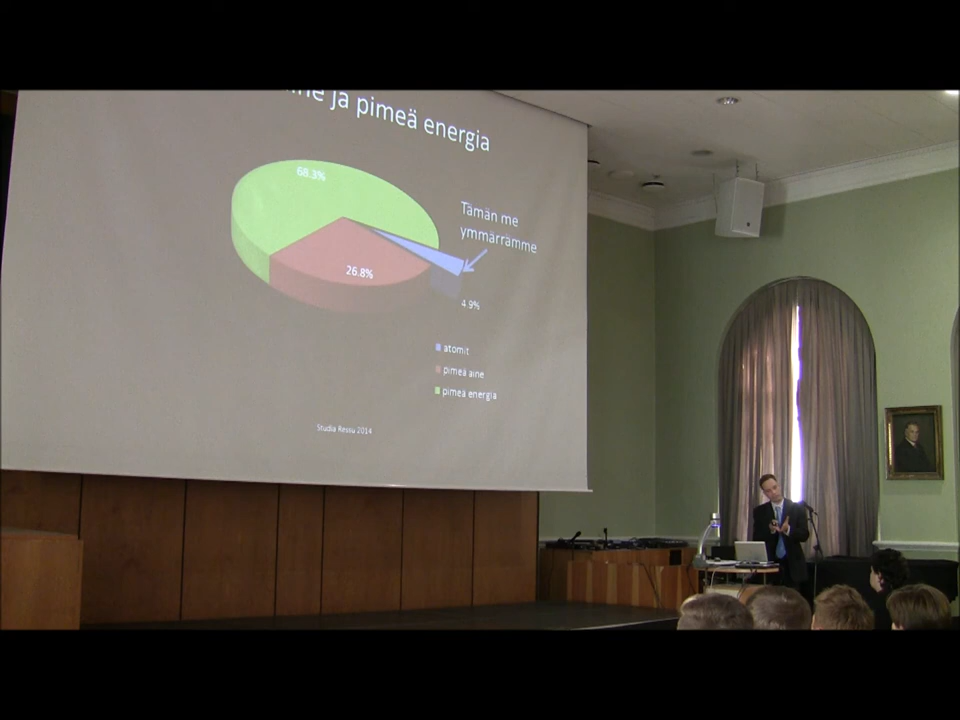 ja pimeä energia
68.3%
Tämän me
ymmärrämme
26.8%
4.9%
atomit
pimeä aine
pimeä energia
Studia Ressu 2014